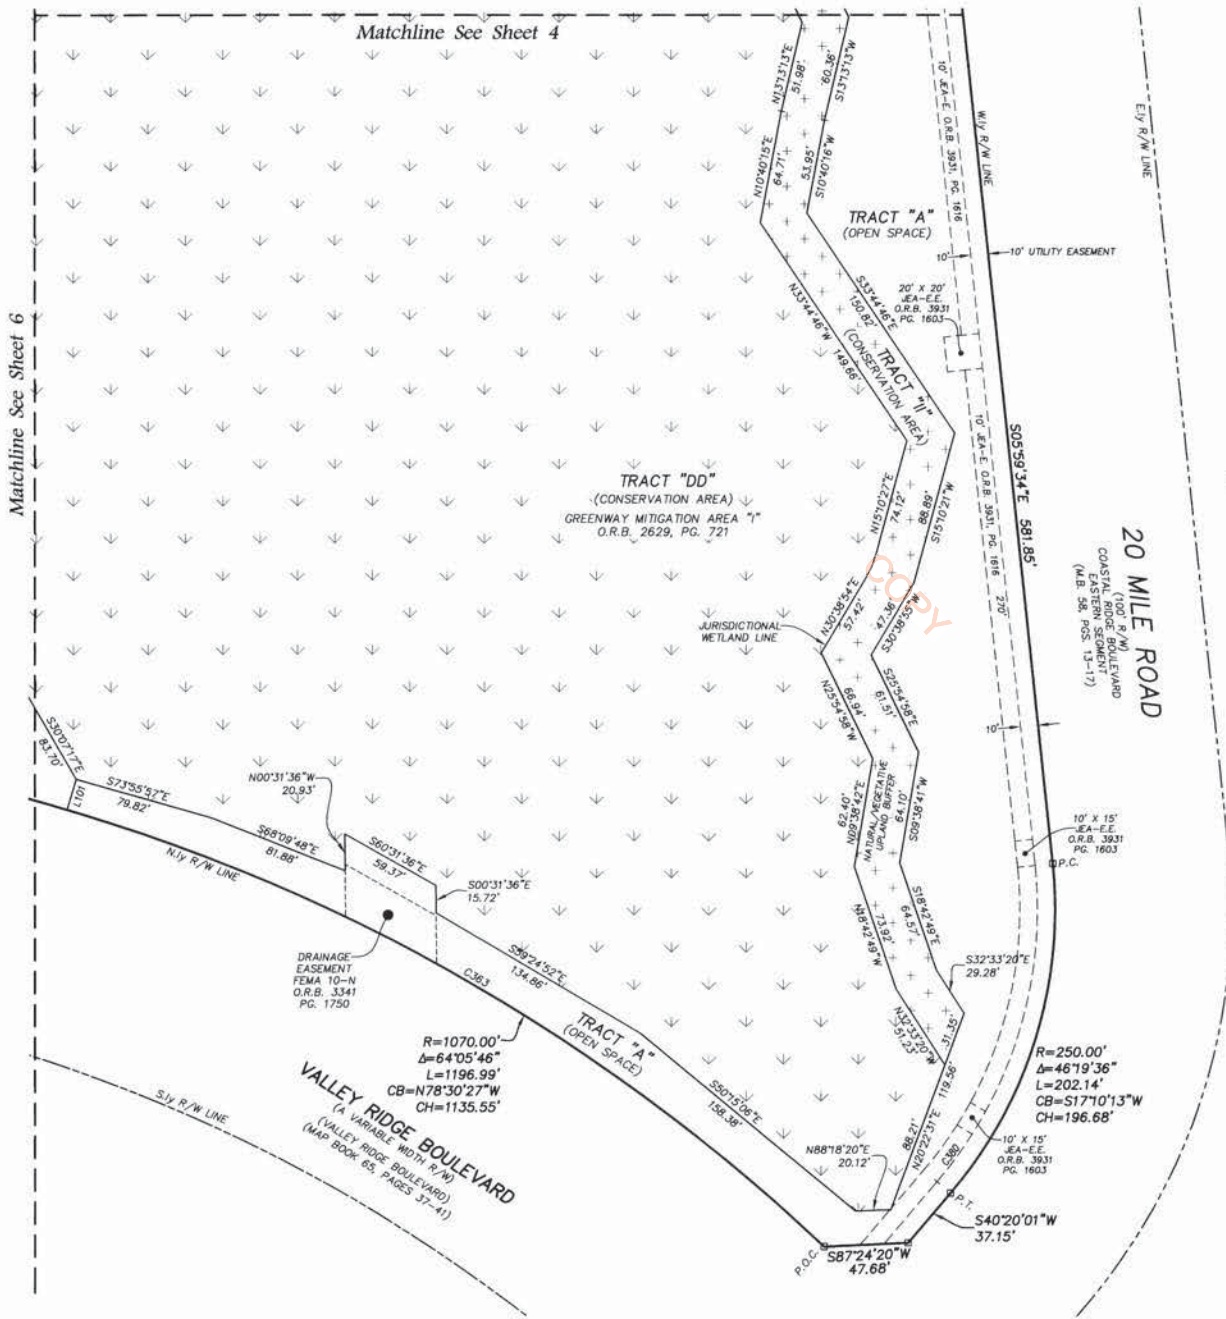 Matchline See Sheet 4
Matchline See Sheet 6
N13°13'13"E
51.98'
60.36'
S13°13'13"W
N10°40'15"E
64.71'
53.95'
S10°40'16"W
10' JEA-E. O.R.B. 3931, PG. 1616
W.ly R/W LINE
E.ly R/W LINE
TRACT "A"
(OPEN SPACE)
10'
10' UTILITY EASEMENT
20' X 20'
JEA-E.E.
O.R.B. 3931
PG. 1603
S33°44'46"E
150.82'
N33°44'46"W
149.66'
TRACT "II"
(CONSERVATION AREA)
10' JEA-E. O.R.B. 3931, PG. 1616
270'
S05°59'34"E 581.85'
TRACT "DD"
(CONSERVATION AREA)
GREENWAY MITIGATION AREA "I"
O.R.B. 2629, PG. 721
N15°10'27"E
74.12'
88.89'
S15°10'21"W
20 MILE ROAD
(100' R/W)
COASTAL RIDGE BOULEVARD
EASTERN SEGMENT
(M.B. 58, PGS. 13-17)
COPY
N30°38'54"E
57.42'
47.36'
S30°38'55"W
JURISDICTIONAL
WETLAND LINE
66.94'
N25°54'58"W
S25°54'58"E
61.51'
10'
S30°07'17"E
83.70'
L101
S73°55'57"E
79.82'
N00°31'36"W
20.93'
S68°09'48"E
81.88'
S60°31'36"E
59.37'
S00°31'36"E
15.72'
N.ly R/W LINE
62.40'
N09°38'42"E
NATURAL/VEGETATIVE
UPLAND BUFFER
64.10'
S09°38'41"W
10' X 15'
JEA-E.E.
O.R.B. 3931
PG. 1603
P.C.
N18°42'49"W
73.92'
S18°42'49"E
64.57'
S32°33'20"E
29.28'
DRAINAGE
EASEMENT
FEMA 10-N
O.R.B. 3341
PG. 1750
C363
S59°24'52"E
134.86'
TRACT "A"
(OPEN SPACE)
N32°33'20"W
51.23'
31.35'
R=1070.00'
Δ=64°05'46"
L=1196.99'
CB=N78°30'27"W
CH=1135.55'
R=250.00'
Δ=46°19'36"
L=202.14'
CB=S17°10'13"W
CH=196.68'
119.56'
88.21'
N20°22'31"E
S50°15'06"E
158.38'
S.ly R/W LINE
VALLEY RIDGE BOULEVARD
(A VARIABLE WIDTH R/W)
(VALLEY RIDGE BOULEVARD)
(MAP BOOK 65, PAGES 37-41)
N88°18'20"E
20.12'
C380
10' X 15'
JEA-E.E.
O.R.B. 3931
PG. 1603
P.T.
S40°20'01"W
37.15'
P.O.C.
S87°24'20"W
47.68'